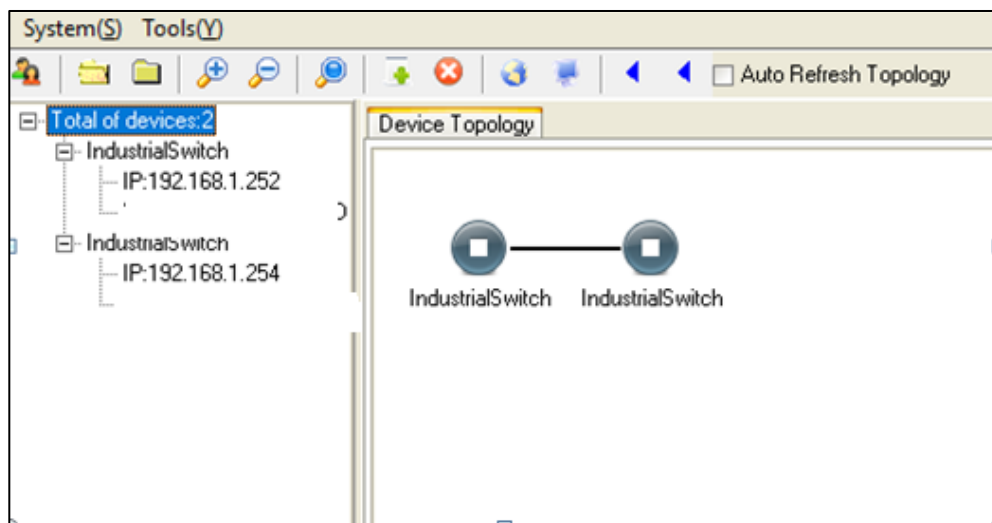 System(S) Tools(Y)
Auto Refresh Topology
Total of devices:2
IndustrialSwitch
IP:192.168.1.252
IndustrialSwitch
IP:192.168.1.254
Device Topology
IndustrialSwitch IndustrialSwitch